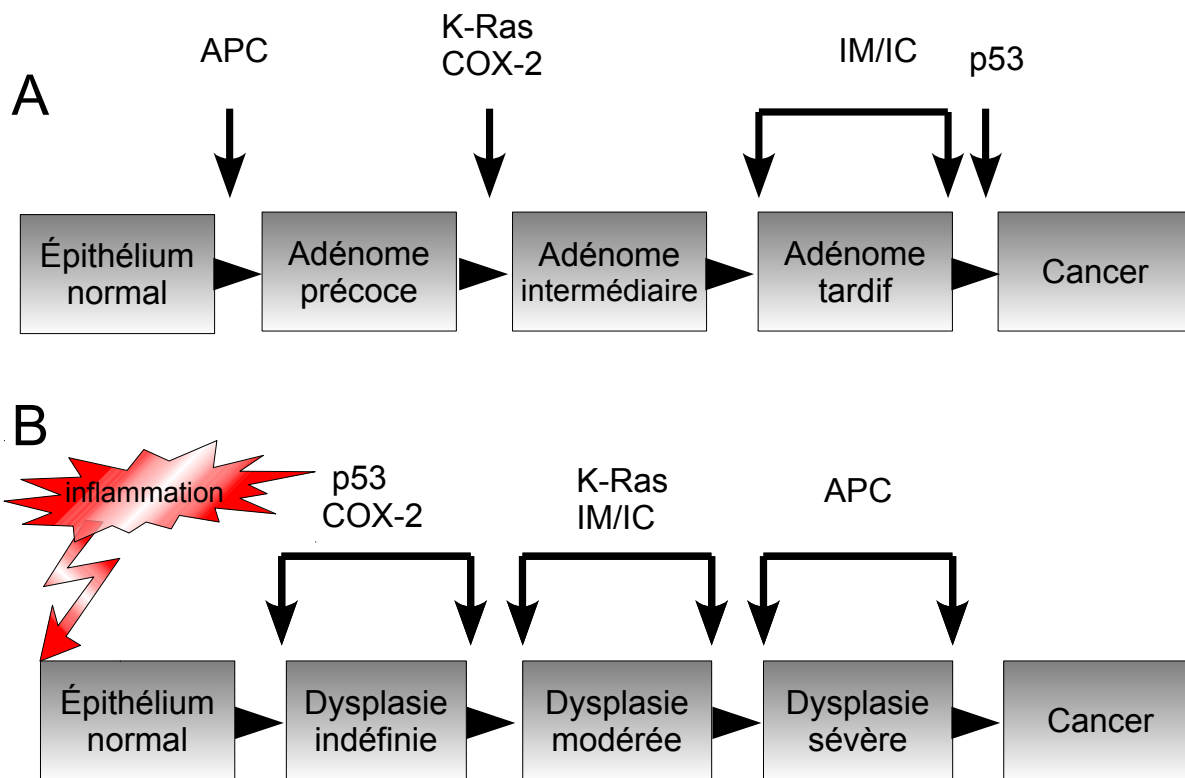 A
APC
K-Ras
COX-2
IM/IC
p53
Épithélium
normal
Adénome
précoce
Adénome
intermédiaire
Adénome
tardif
Cancer
B
inflammation
p53
COX-2
K-Ras
IM/IC
APC
Épithélium
normal
Dysplasie
indéfinie
Dysplasie
modérée
Dysplasie
sévère
Cancer